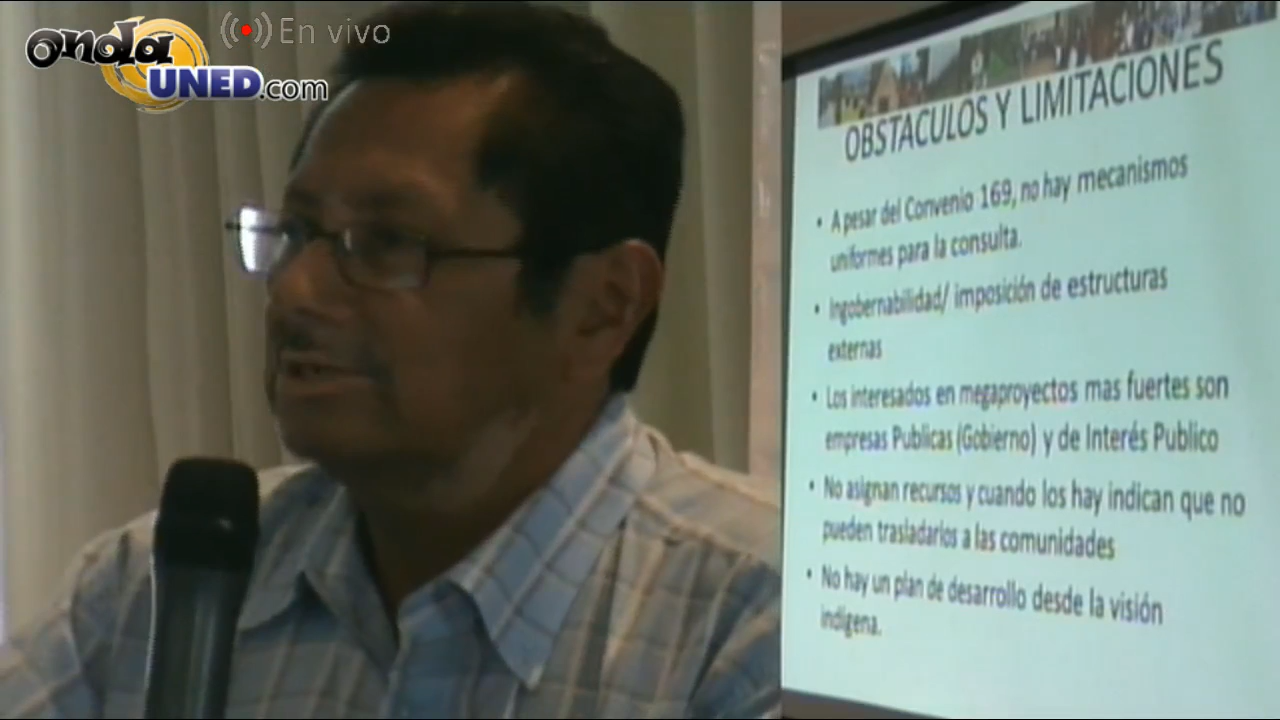 onda
UNED.com
En vivo
OBSTACULOS Y LIMITACIONES
• A pesar del Convenio 169, no hay mecanismos
uniformes para la consulta.
• Ingobernabilidad/ imposición de estructuras
externas
• Los interesados en megaproyectos mas fuertes son
empresas Publicas (Gobierno) y de Interés Publico
• No asignan recursos y cuando los hay indican que no
pueden trasladarlos a las comunidades
• No hay un plan de desarrollo desde la visión
indígena.